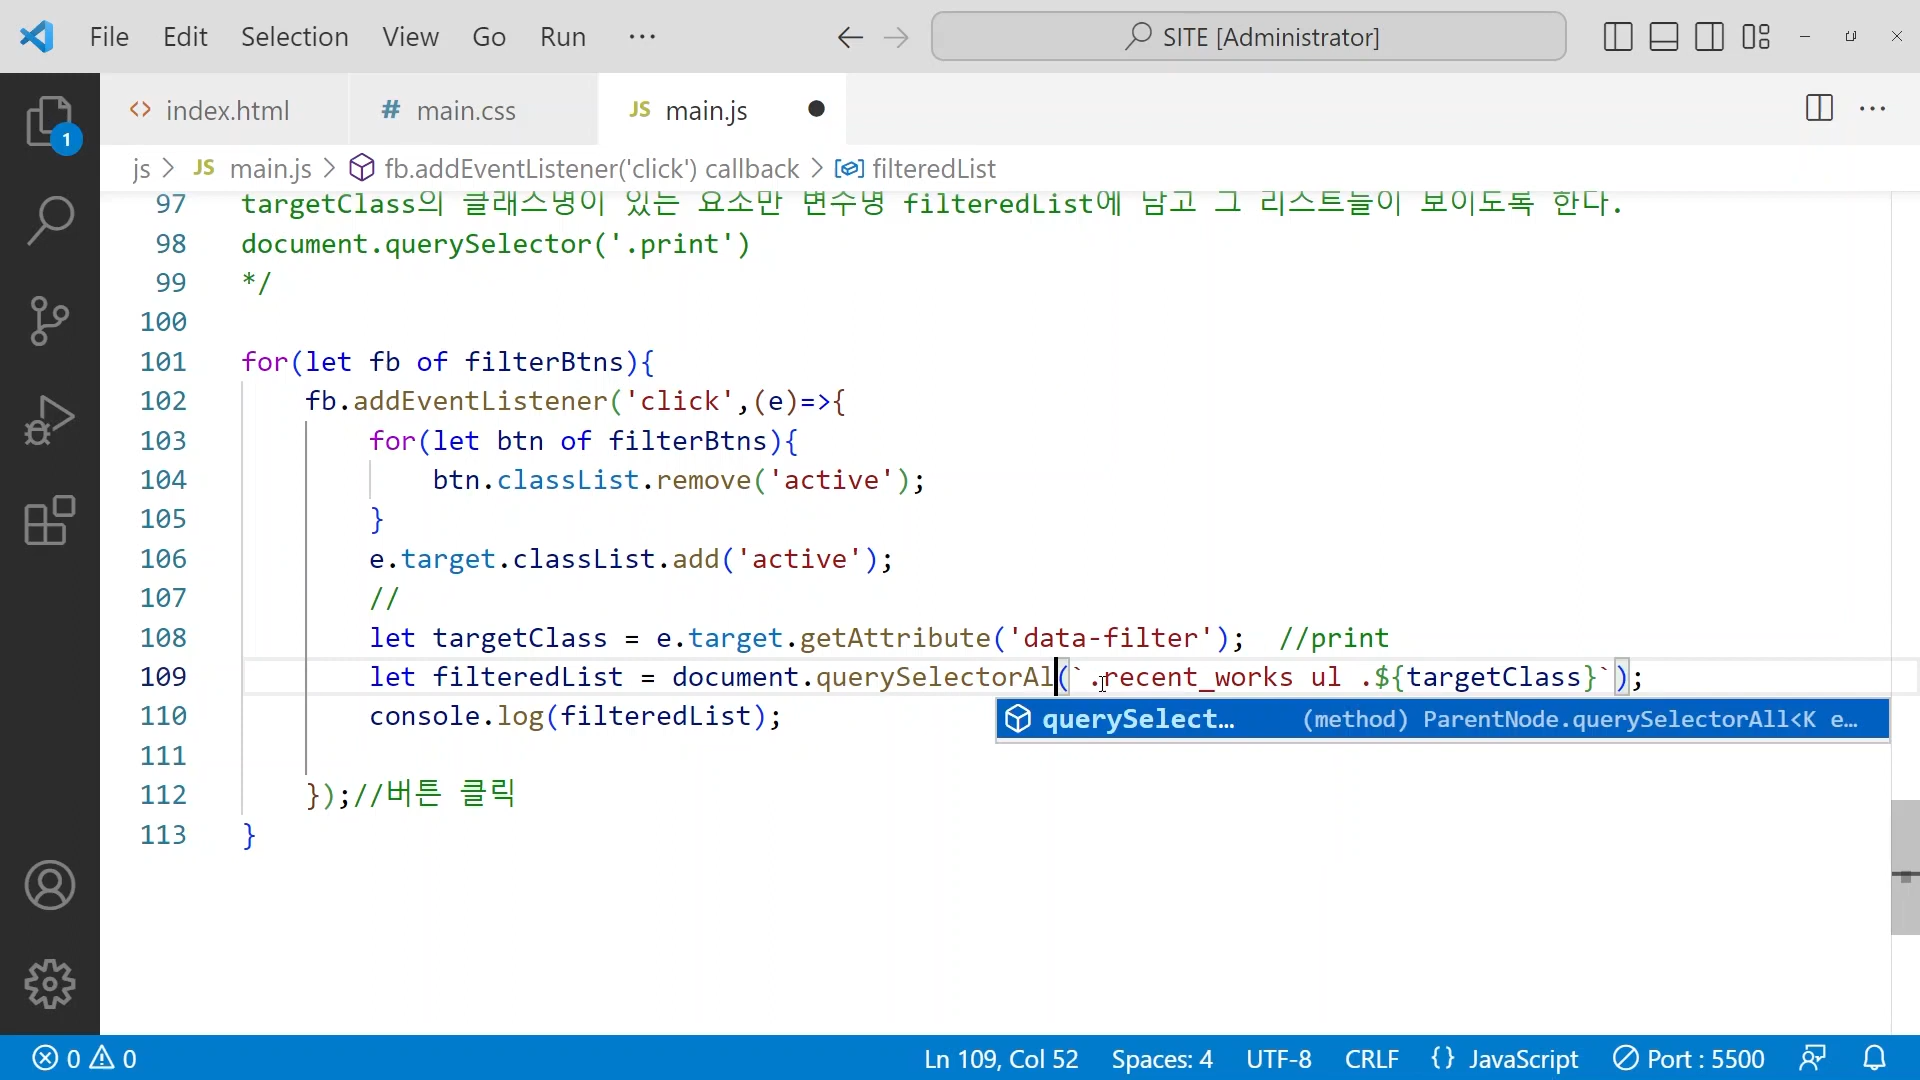 File Edit Selection View Go Run ···
SITE [Administrator]
index.html
# main.css
JS main.js
js > JS main.js > fb.addEventListener('click') callback > filteredList
97 targetClass의 클래스명이 있는 요소만 변수명 filteredList에 남고 그 리스트들이 보이도록 한다.
98 document.querySelector('.print')
99 */
100
101 for(let fb of filterBtns){
102 fb.addEventListener('click',(e)=>{
103 for(let btn of filterBtns){
104 btn.classList.remove('active');
105 }
106 e.target.classList.add('active');
107 //
108 let targetClass = e.target.getAttribute('data-filter'); //print
109 let filteredList = document.querySelectorAl(`.recent_works ul .${targetClass}`);
querySelect… (method) ParentNode.querySelectorAll<K e…
110 console.log(filteredList);
111
112 });//버튼 클릭
113 }
1
0 0
Ln 109, Col 52 Spaces: 4 UTF-8 CRLF {} JavaScript Port : 5500